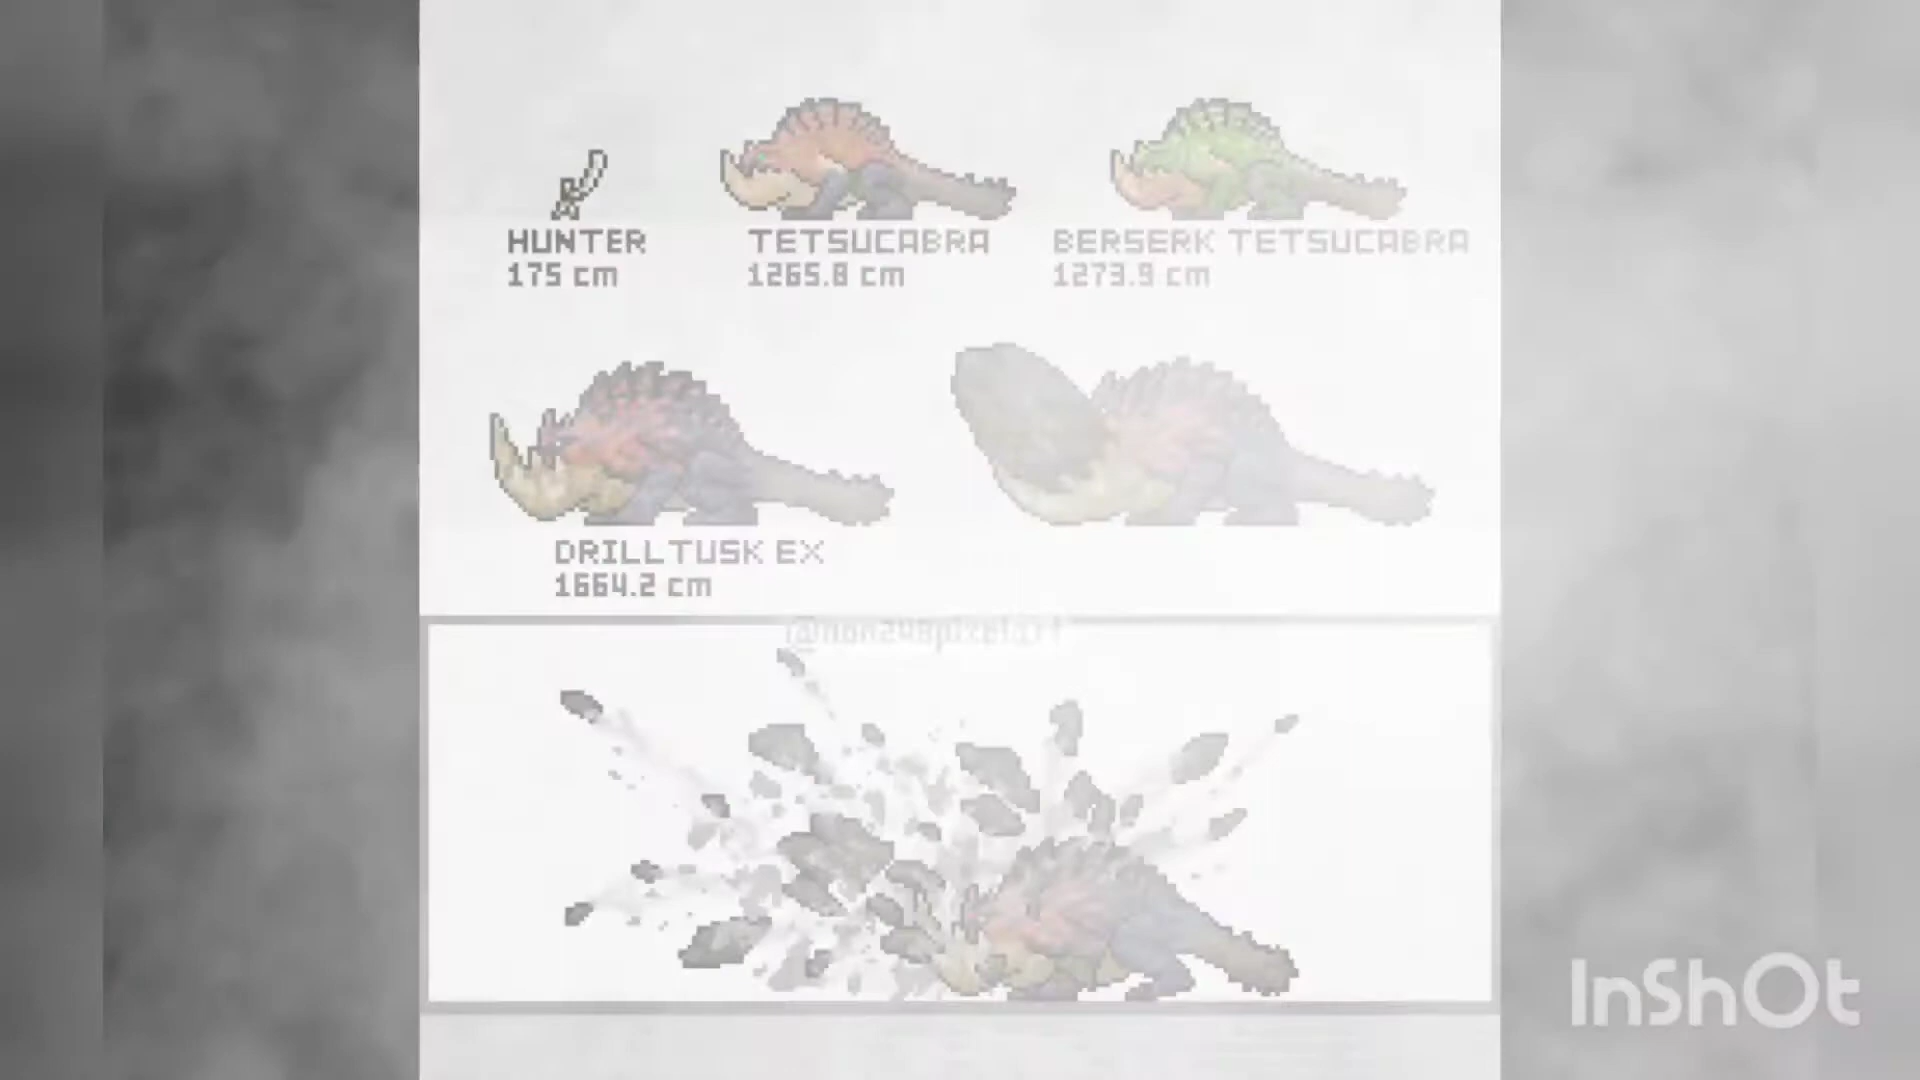 HUNTER
175 cm
TETSUCABRA
1265.8 cm
BERSERK TETSUCABRA
1273.9 cm
DRILLTUSK EX
1664.2 cm
InShOt